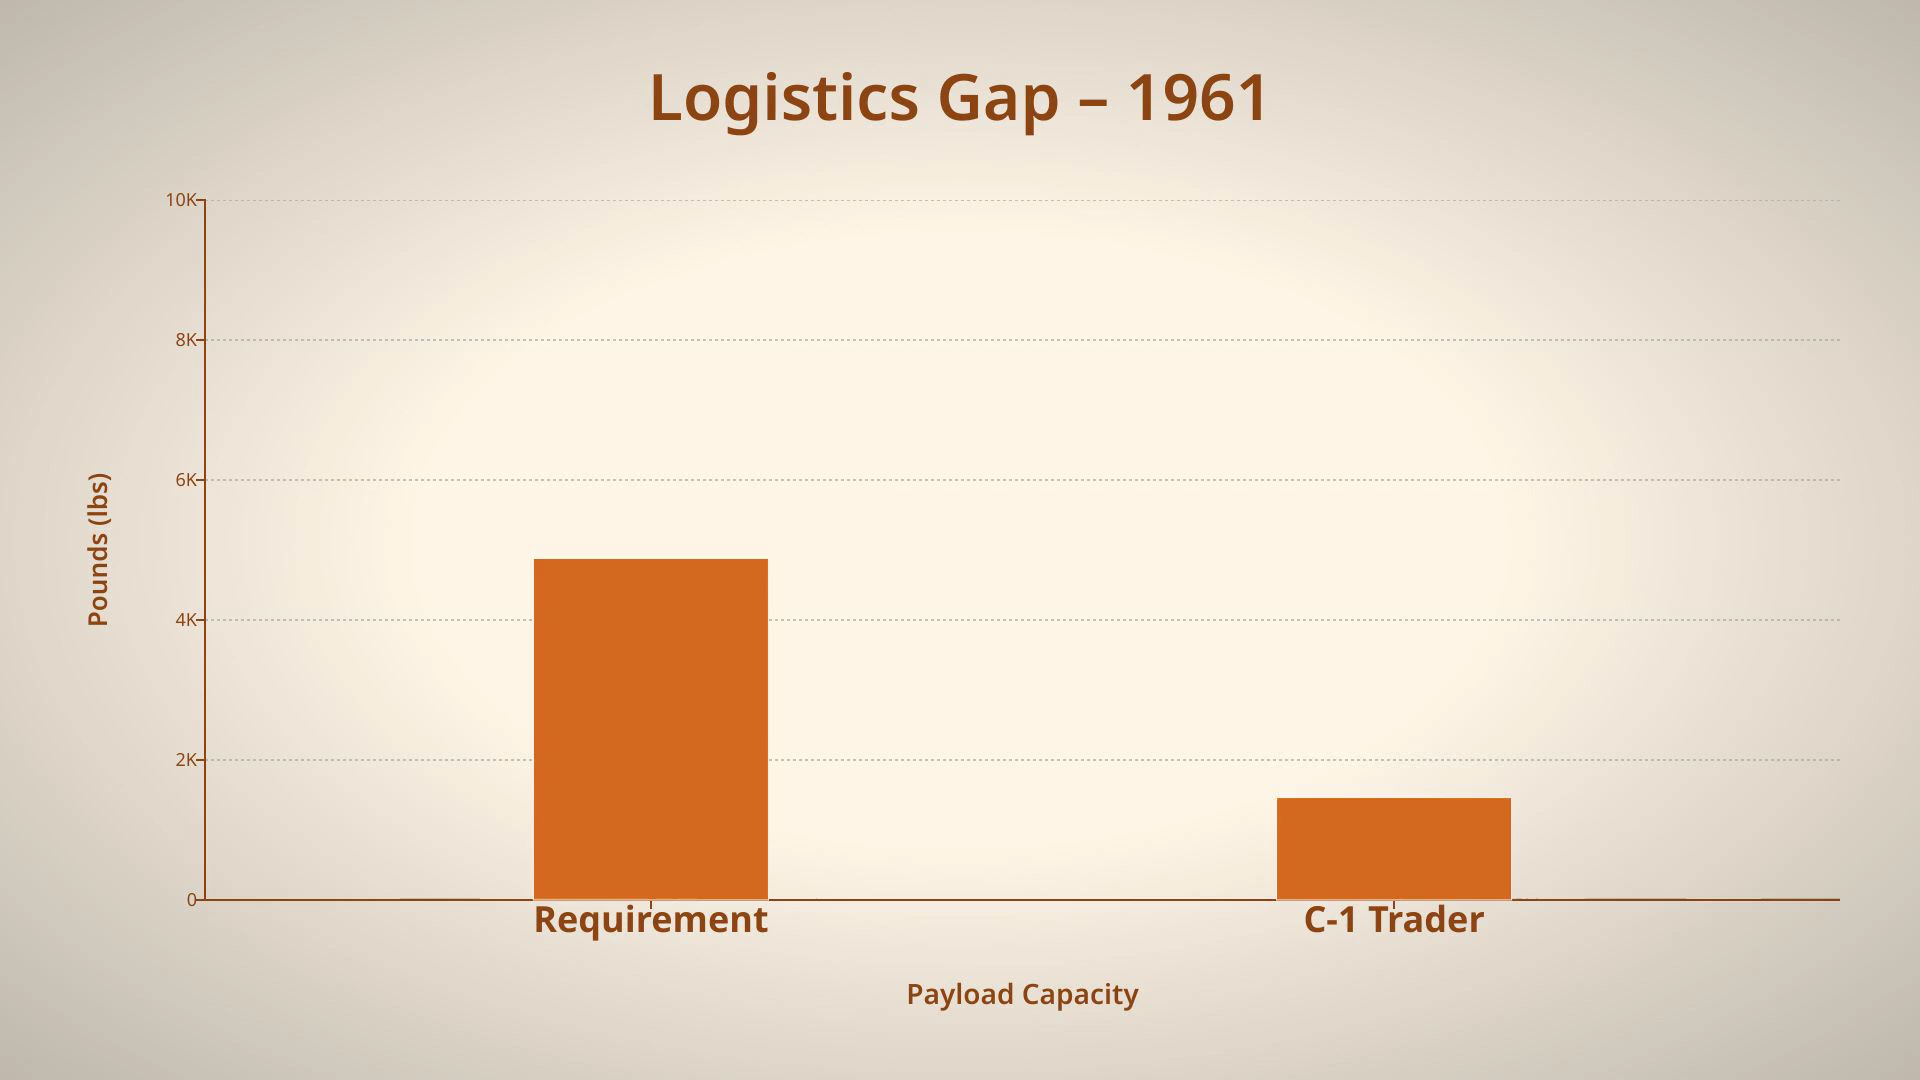 Logistics Gap – 1961
10K
8K
6K
4K
2K
0
Pounds (lbs)
Requirement
C-1 Trader
Payload Capacity